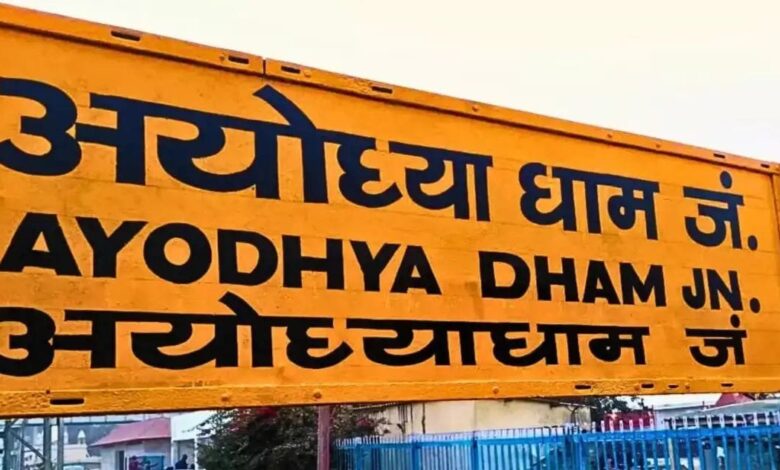 अयोध्या धाम जं.
AYODHYA DHAM JN.
अयोध्याधाम जं